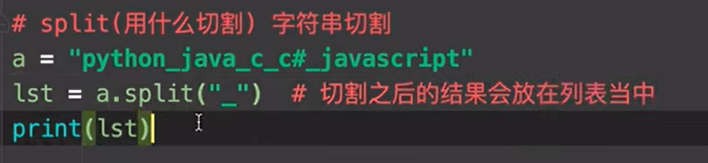 # split(用什么切割) 字符串切割
a = "python_java_c_c#_javascript"
lst = a.split("_")  # 切割之后的结果会放在列表当中
print(lst)